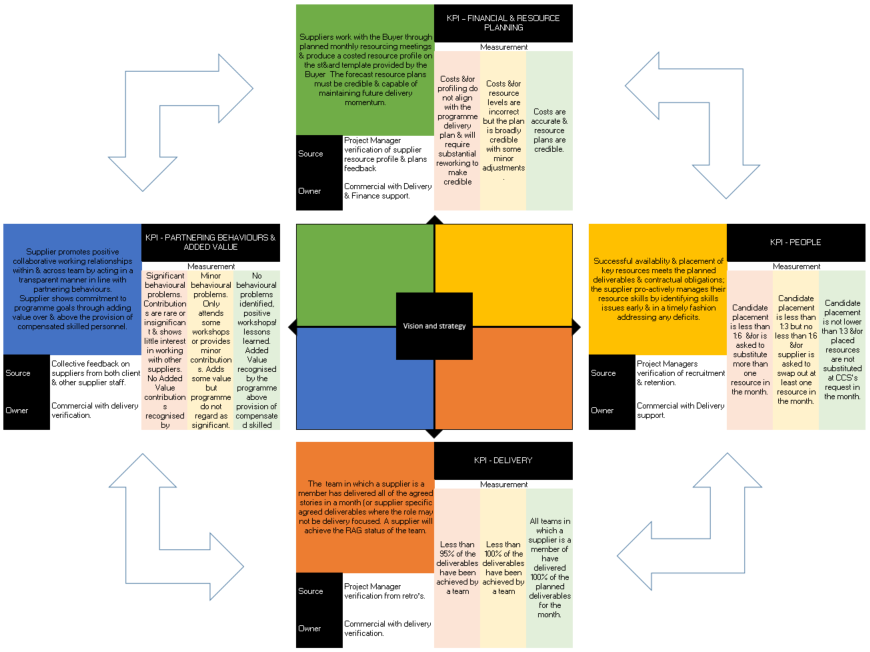 KPI – FINANCIAL & RESOURCE
PLANNING
Suppliers work with the Buyer through
planned monthly resourcing meetings
& produce a costed resource profile on
the st&ard template provided by the
Buyer  The forecast resource plans
must be credible & capable of
maintaining future delivery
momentum.
Measurement
Costs &/or
profiling do
not align
with the
programme
delivery
plan & will
require
substantial
reworking to
make
credible
Costs &/or
resource
levels are
incorrect
but the plan
is broadly
credible
with some
minor
adjustments
.
Costs are
accurate &
resource
plans are
credible.
Source
Project Manager
verification of supplier
resource profile & plans
feedback
Owner
Commercial with Delivery
& Finance support.
KPI - PARTNERING BEHAVIOURS &
ADDED VALUE
Supplier promotes positive
collaborative working relationships
within & across team by acting in a
transparent manner in line with
partnering behaviours.
Supplier shows commitment to
programme goals through adding
value over & above the provision of
compensated skilled personnel.
Measurement
Significant
behavioural
problems.
Contribution
s are rare or
insignifican
t & shows
little interest
in working
with other
suppliers.
No Added
Value
contribution
s
recognised
by
Minor
behavioural
problems.
Only
attends
some
workshops
or provides
minor
contribution
s. Adds
some value
but
programme
do not
regard as
significant.
No
behavioural
problems
identified,
positive
workshops/
lessons
learned.
Added
Value
recognised
by the
programme
above
provision of
compensate
d skilled
Source
Collective feedback on
suppliers from both client
& other supplier staff.
Owner
Commercial with delivery
verification.
Vision and strategy
KPI - PEOPLE
Successful availability & placement of
key resources meets the planned
deliverables & contractual obligations;
the supplier pro-actively manages their
resource skills by identifying skills
issues early & in a timely fashion
addressing any deficits.
Measurement
Candidate
placement
is less than
1:6 &/or is
asked to
substitute
more than
one
resource in
the month.
Candidate
placement
is less than
1:3 but no
less than 1:6
&/or
supplier is
asked to
swap out at
least one
resource in
the month.
Candidate
placement
is not lower
than 1:3 &/or
placed
resources
are not
substituted
at CCS's
request in
the month.
Source
Project Managers
verification of recruitment
& retention.
Owner
Commercial with Delivery
support.
KPI - DELIVERY
The  team in which a supplier is a
member has delivered all of the agreed
stories in a month (or supplier specific
agreed deliverables where the role may
not be delivery focused. A supplier will
achieve the RAG status of the team.
Measurement
Less than
95% of the
deliverables
have been
achieved by
a team
Less than
100% of the
deliverables
have been
achieved by
a team
All teams in
which a
supplier is a
member of
have
delivered
100% of the
planned
deliverables
for the
month.
Source
Project Manager
verification from retro's.
Owner
Commercial with delivery
verification.